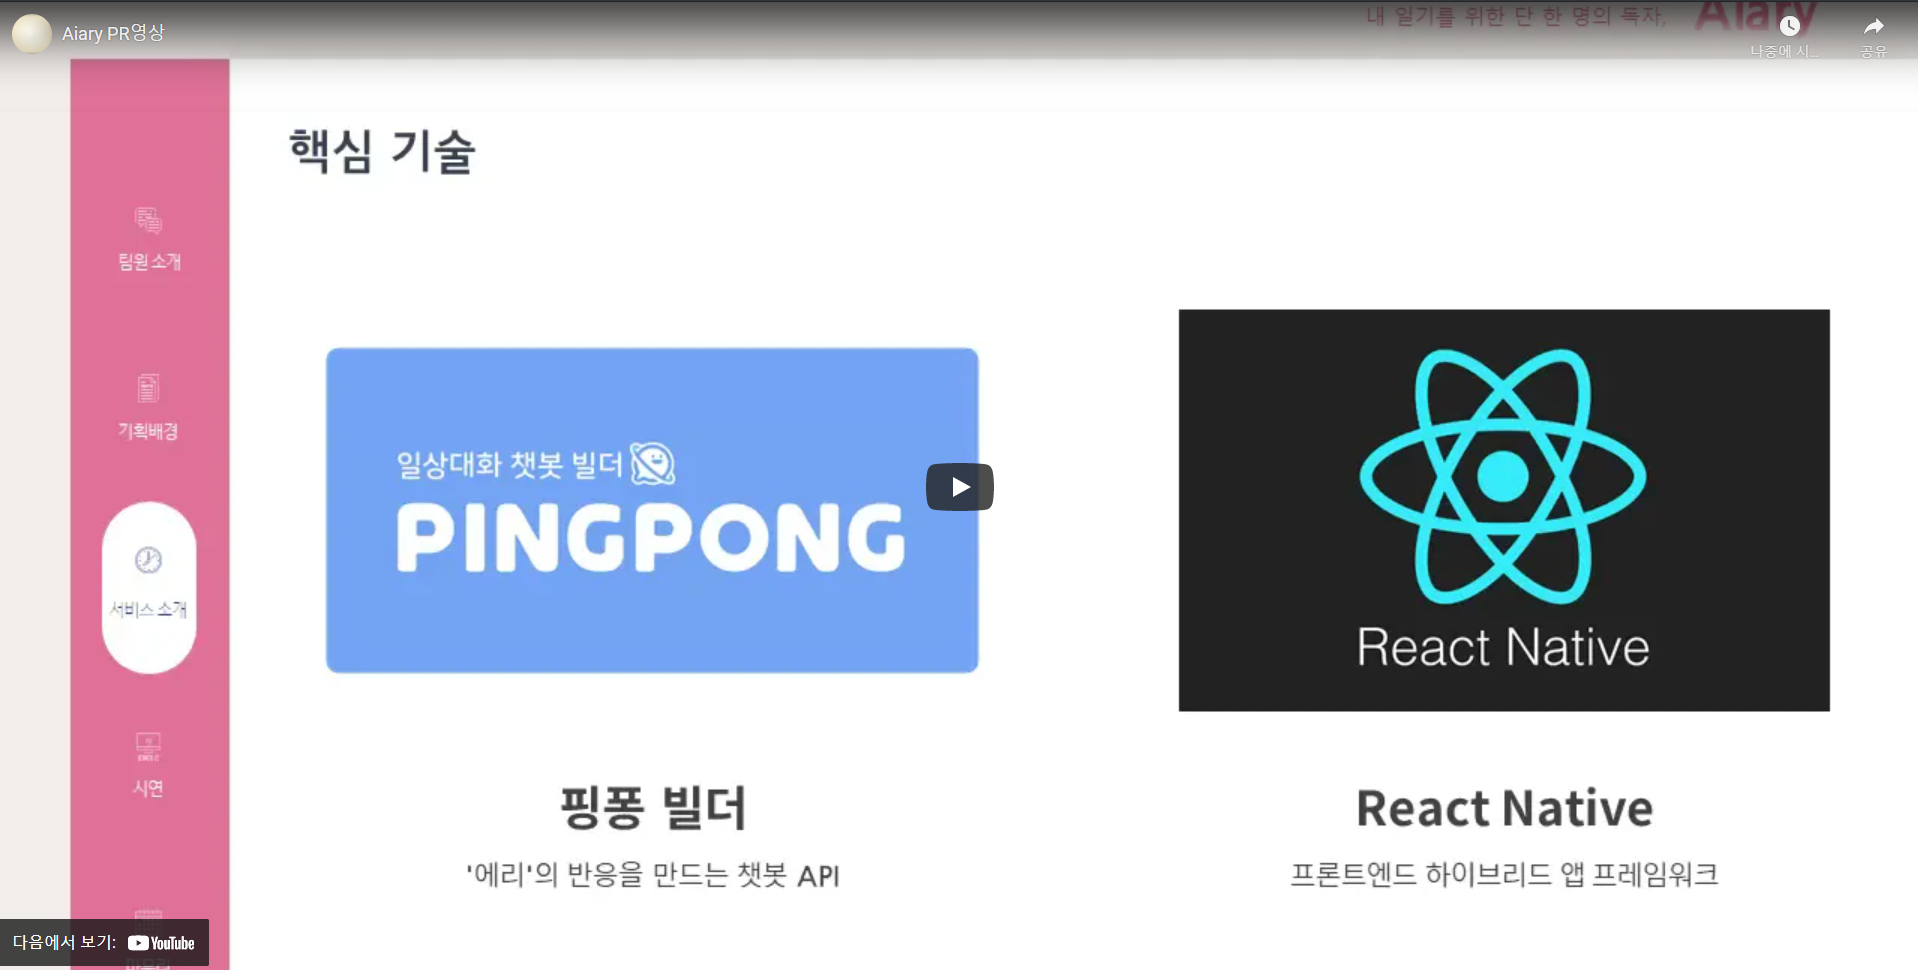 내 일기를 위한 단 한 명의 독자, Aiary
Aiary PR영상
나중에 시...
공유
핵심 기술
팀원 소개
기획배경
서비스 소개
시연
일상대화 챗봇 빌더
PINGPONG
React Native
핑퐁 빌더
'에리'의 반응을 만드는 챗봇 API
React Native
프론트엔드 하이브리드 앱 프레임워크
다음에서 보기: YouTube